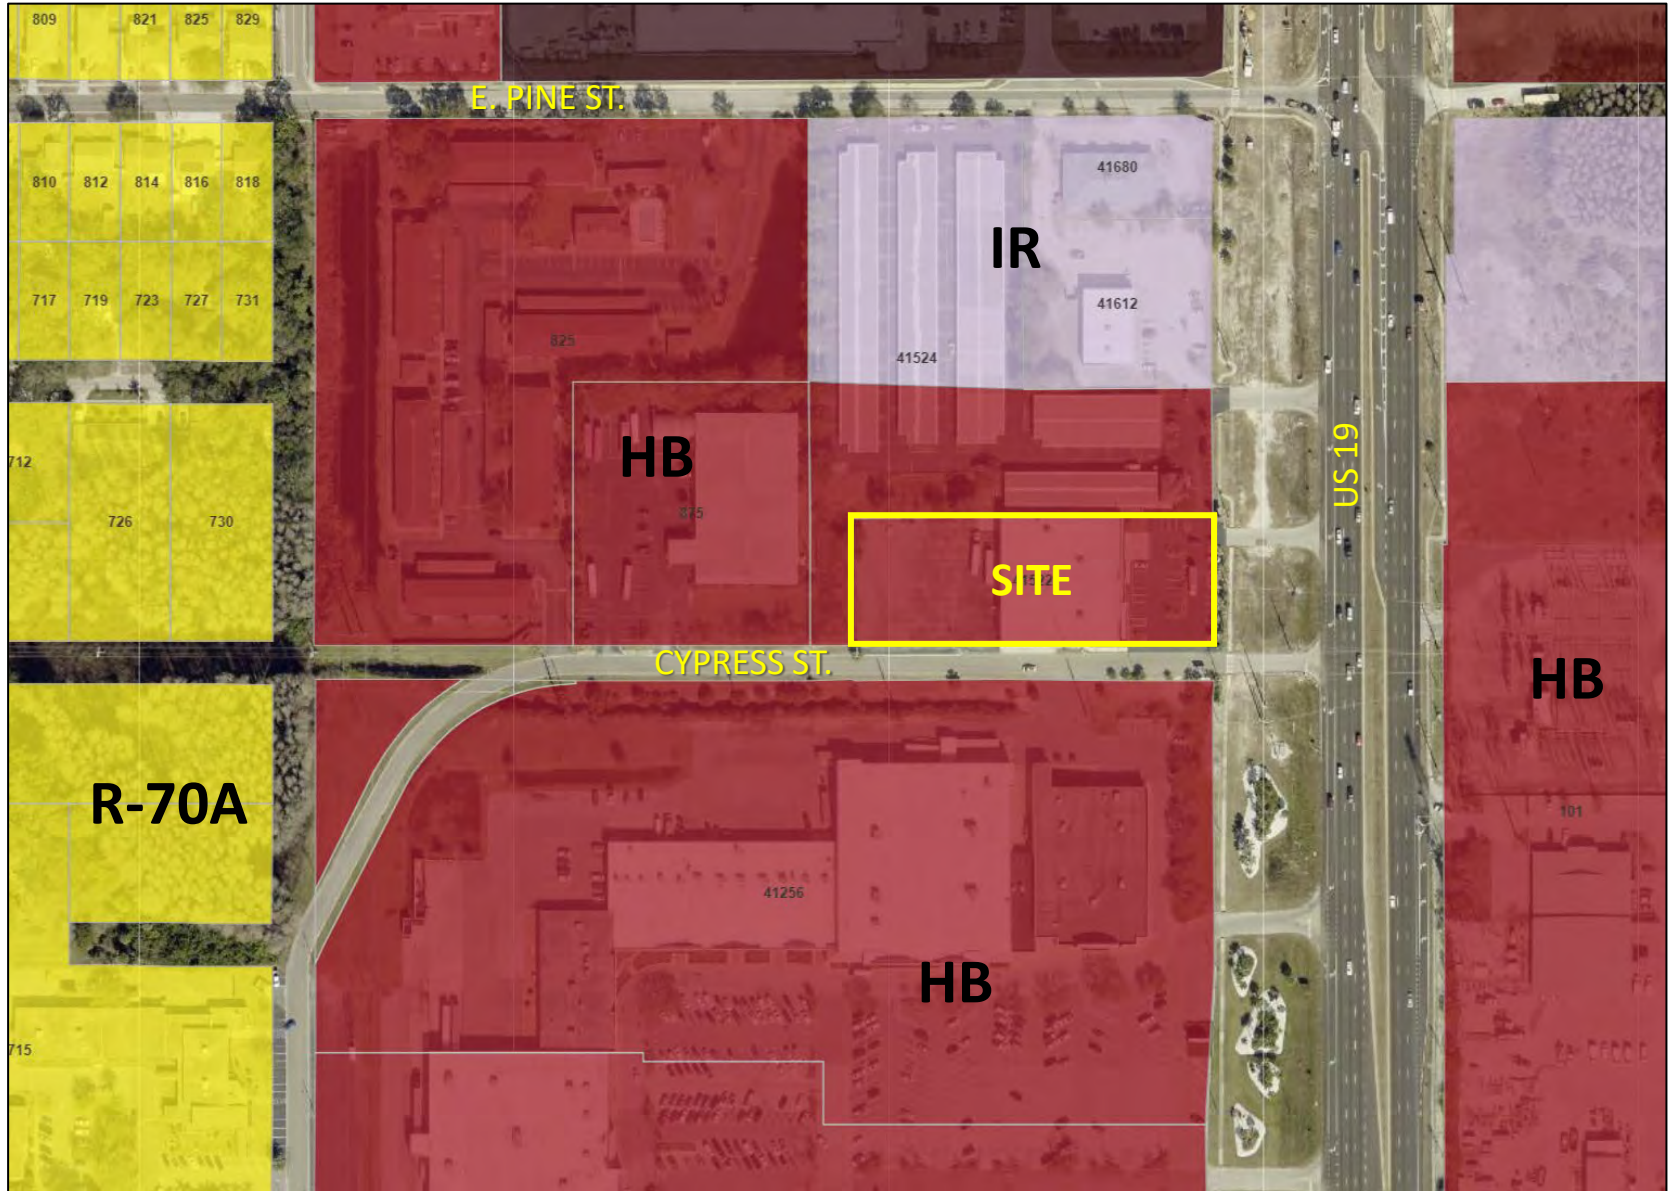 809 821 825 829
E. PINE ST.
810 812 814 816 818
41680
IR
717 719 723 727 731
41612
825
41524
HB
US 19
712
726 730
SITE
CYPRESS ST.
HB
R-70A
101
41256
HB
715